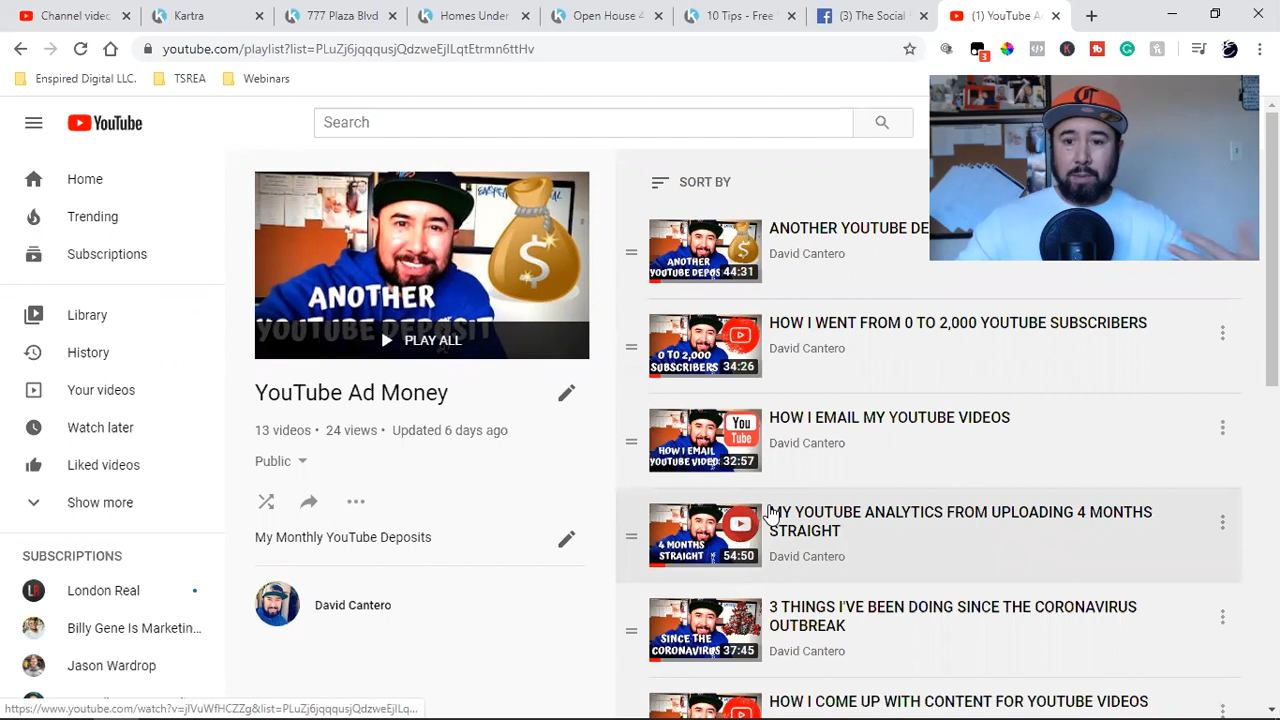 Channel video
Kartra
777 Plaza Blvd
Homes Under
Open House 4
10 Tips - Free
(3) The Social
(1) YouTube A
youtube.com/playlist?list=PLuZj6jqqqusjQdzweEjILqtEtrmn6ttHv
3
Enspired Digital LLC.
TSREA
Webinars
YouTube
Search
Home
Trending
Subscriptions
Library
History
Your videos
Watch later
Liked videos
Show more
SUBSCRIPTIONS
London Real
Billy Gene Is Marketin...
Jason Wardrop
ANOTHER
YOUTUBE DEPOSIT
PLAY ALL
YouTube Ad Money
13 videos • 24 views • Updated 6 days ago
Public
My Monthly YouTube Deposits
David Cantero
SORT BY
ANOTHER
YOUTUBE DEPOS
44:31
ANOTHER YOUTUBE DE
David Cantero
0 TO 2,000
SUBSCRIBERS
34:26
HOW I WENT FROM 0 TO 2,000 YOUTUBE SUBSCRIBERS
David Cantero
You
Tube
HOW I EMAIL
YOUTUBE VIDEO
32:57
HOW I EMAIL MY YOUTUBE VIDEOS
David Cantero
4 MONTHS
STRAIGHT
54:50
MY YOUTUBE ANALYTICS FROM UPLOADING 4 MONTHS
STRAIGHT
David Cantero
SINCE THE
CORONAVIRUS
37:45
3 THINGS I'VE BEEN DOING SINCE THE CORONAVIRUS
OUTBREAK
David Cantero
HOW I COME UP WITH CONTENT FOR YOUTUBE VIDEOS
https://www.youtube.com/watch?v=jIVuWfHCZZg&list=PLuZj6jqqqusjQdzweEjILq...